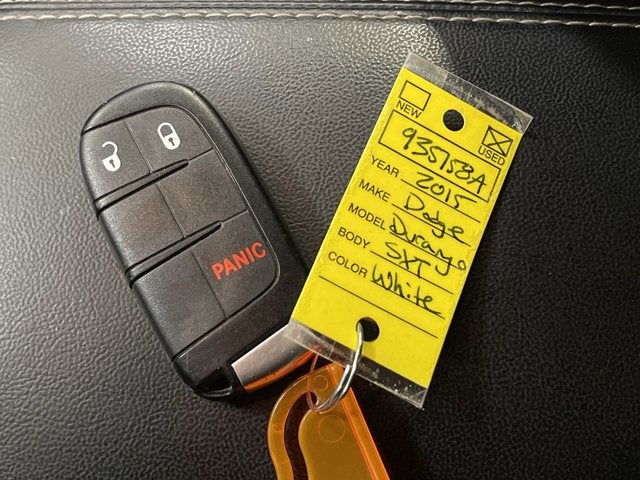 PANIC
NEW
USED
935758A
YEAR 2015
MAKE Dodge
MODEL Durango
BODY SXT
COLOR White